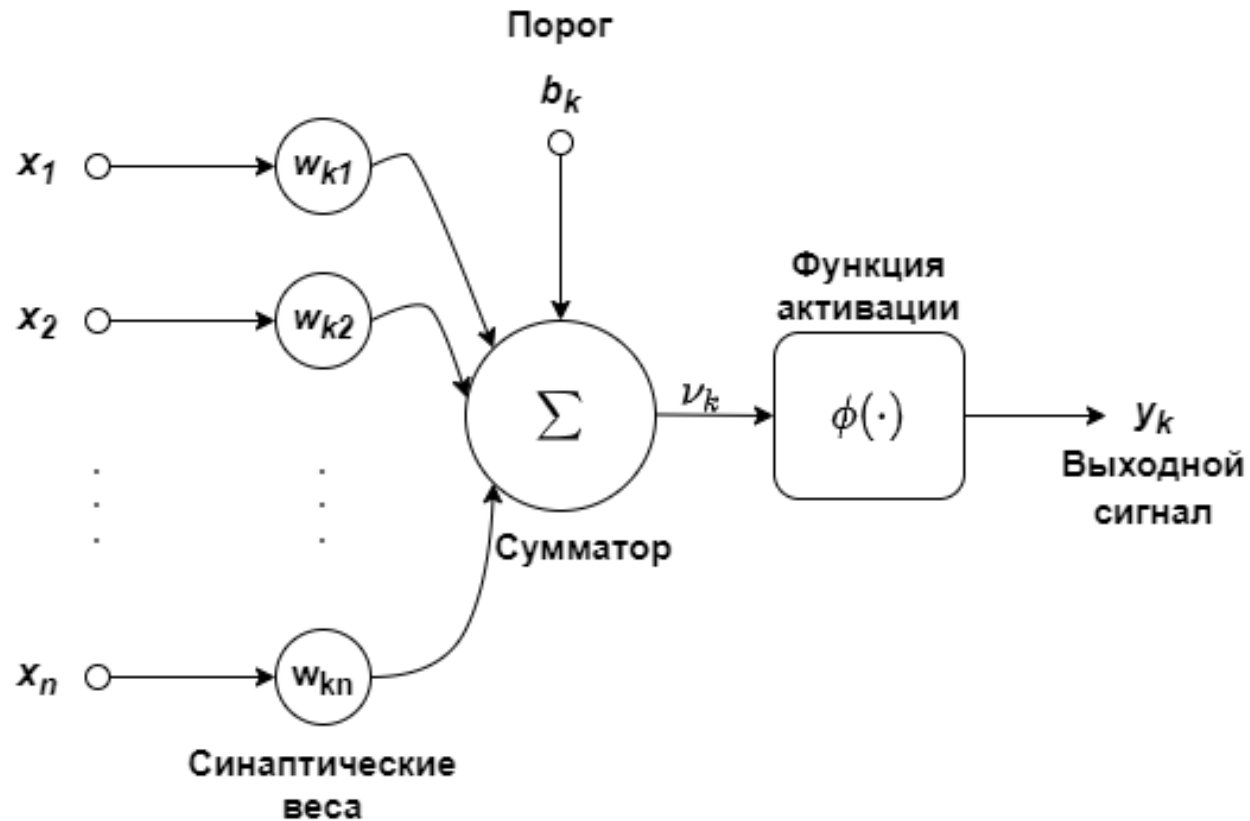 Порог
b_k
x_1
w_k1
x_2
w_k2
Функция
активации
Σ
ν_k
ϕ(·)
y_k
Выходной
сигнал
Сумматор
x_n
w_kn
Синаптические
веса